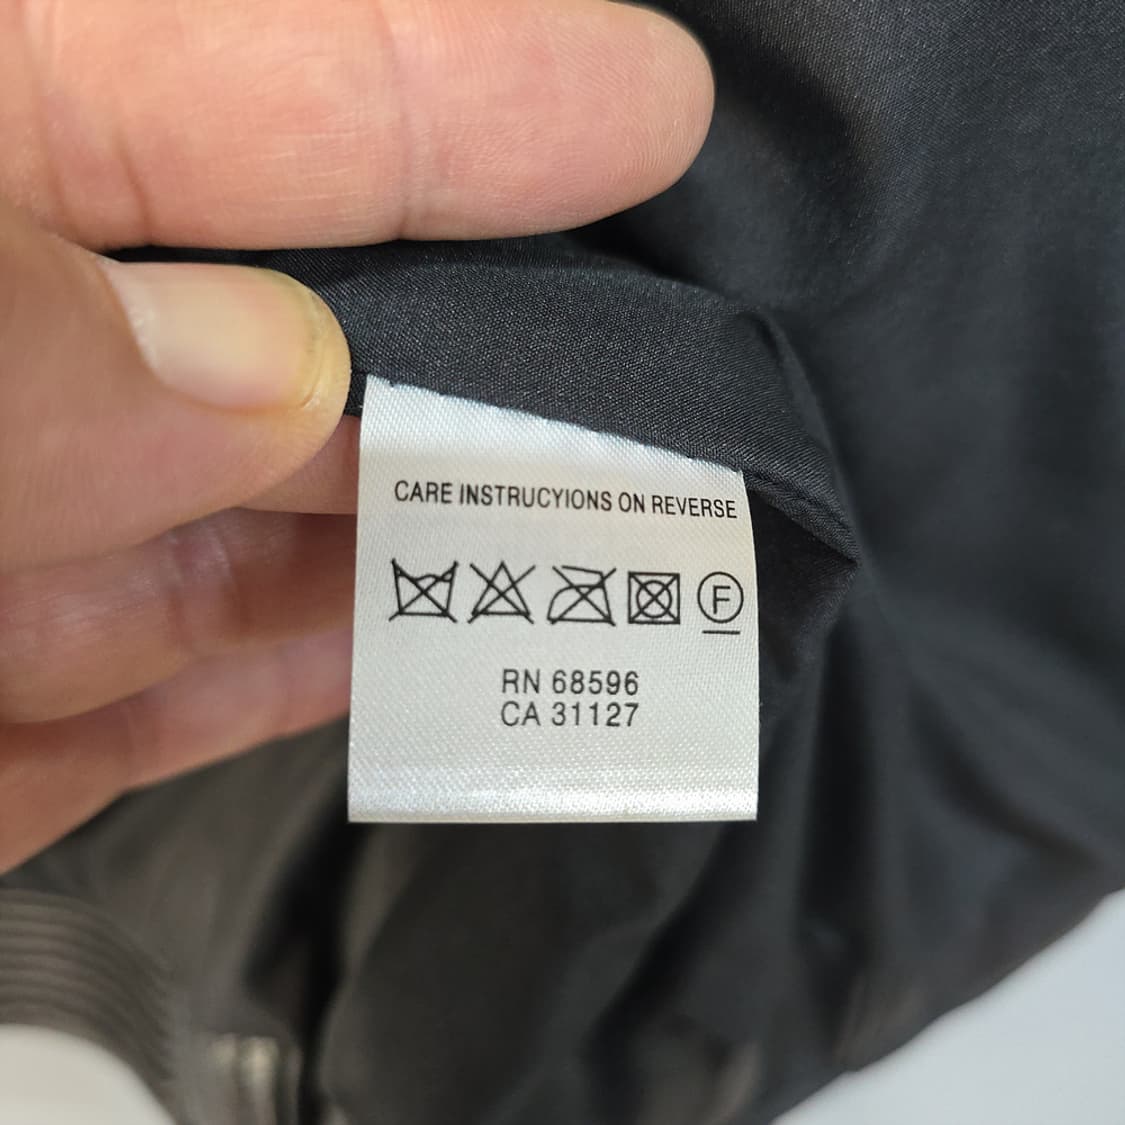 CARE INSTRUCYIONS ON REVERSE
F
RN 68596
CA 31127